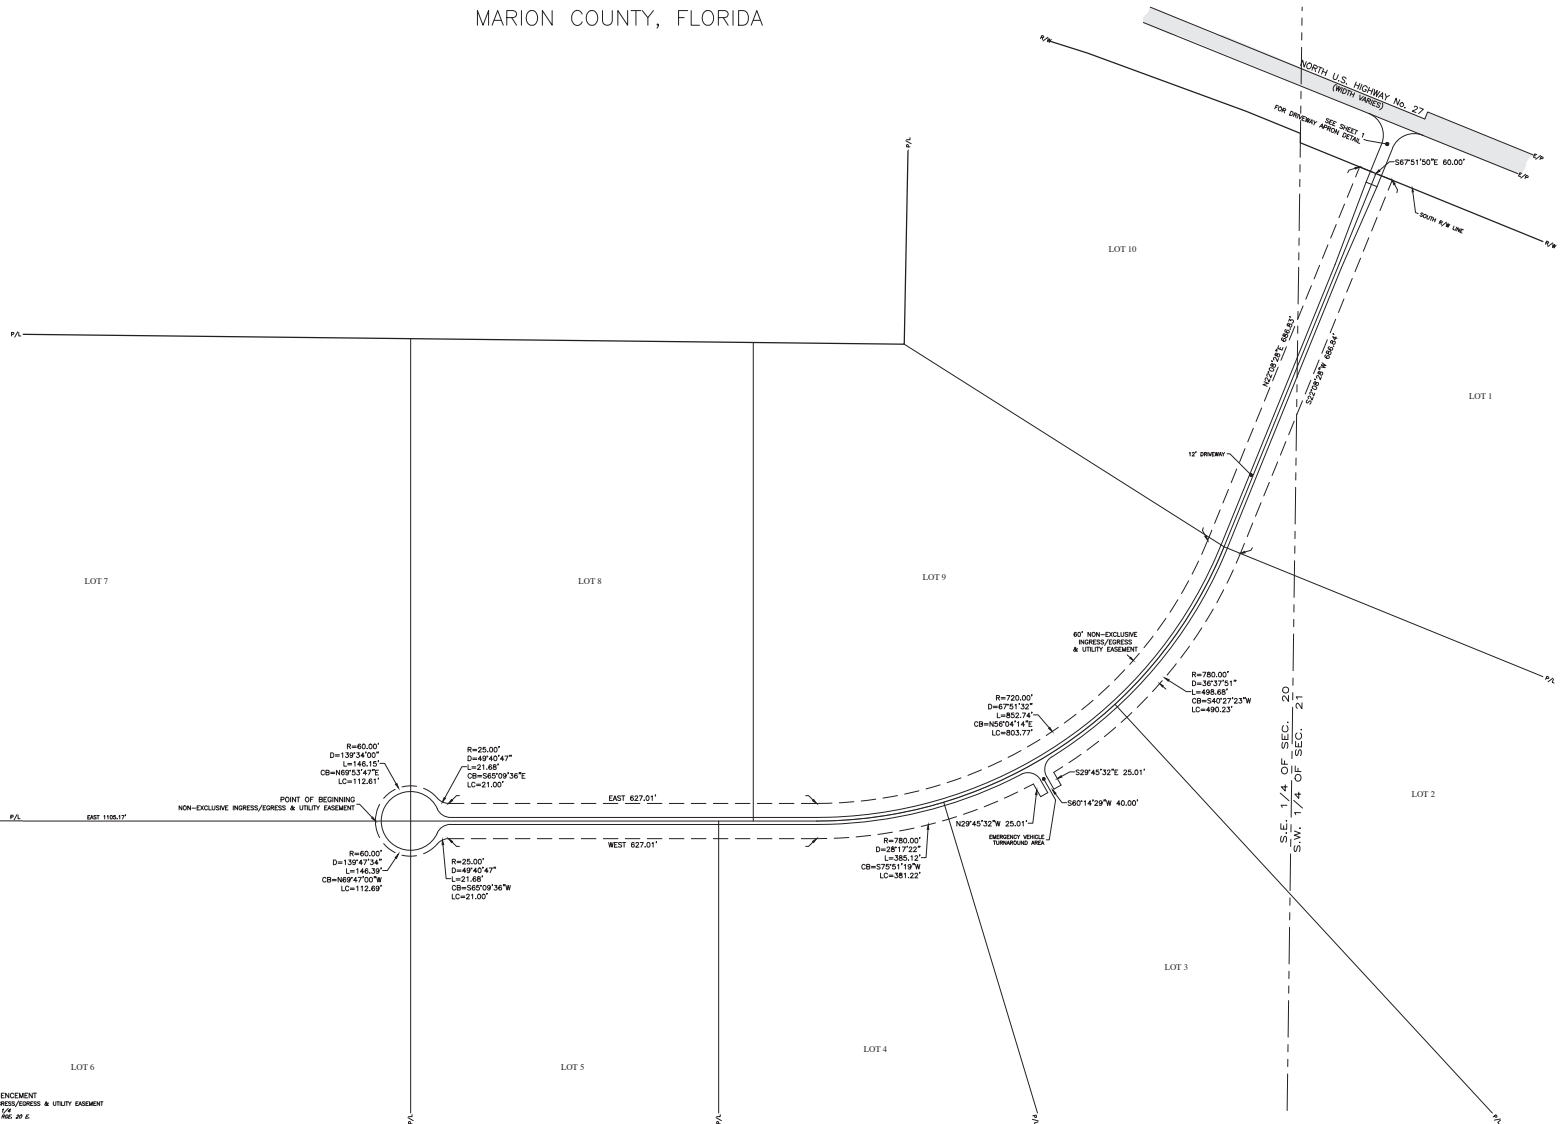 MARION COUNTY, FLORIDA
R/W
NORTH U.S. HIGHWAY No. 27
(WIDTH VARIES)
SEE SHEET 1
FOR DRIVEWAY APRON DETAIL
E/P
E/P
S67°51'50"E 60.00'
SOUTH R/W LINE
R/W
P/L
LOT 10
P/L
N22°08'28"E 686.83'
S22°08'28"W 686.84'
LOT 1
12' DRIVEWAY
LOT 7
LOT 8
LOT 9
60' NON-EXCLUSIVE
INGRESS/EGRESS
& UTILITY EASEMENT
P/L
R=780.00'
D=36°37'51"
L=498.68'
CB=S40°27'23"W
LC=490.23'
R=720.00'
D=67°51'32"
L=852.74'
CB=N56°04'14"E
LC=803.77'
S.E. 1/4 OF SEC. 20
S.W. 1/4 OF SEC. 21
R=60.00'
D=139°34'00"
L=146.15'
CB=N69°53'47"E
LC=112.61'
R=25.00'
D=49°40'47"
L=21.68'
CB=S65°09'36"E
LC=21.00'
S29°45'32"E 25.01'
S60°14'29"W 40.00'
LOT 2
POINT OF BEGINNING
NON-EXCLUSIVE INGRESS/EGRESS & UTILITY EASEMENT
EAST 627.01'
P/L
EAST 1105.17'
N29°45'32"W 25.01'
EMERGENCY VEHICLE
TURNAROUND AREA
WEST 627.01'
R=780.00'
D=28°17'22"
L=385.12'
CB=S75°51'19"W
LC=381.22'
R=60.00'
D=139°47'34"
L=146.39'
CB=N69°47'00"W
LC=112.69'
R=25.00'
D=49°40'47"
L=21.68'
CB=S65°09'36"W
LC=21.00'
LOT 3
LOT 4
LOT 6
LOT 5
ENCEMENT
RESS/EGRESS & UTILITY EASEMENT
1/4
RGE. 20 E.
P/L
P/L
P/L
P/L